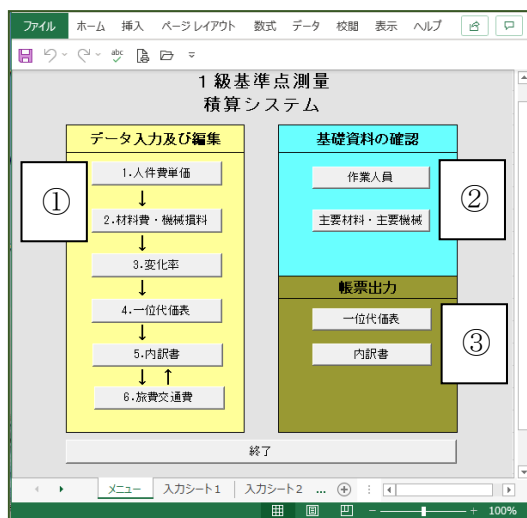 ファイル ホーム 挿入 ページレイアウト 数式 データ 校閲 表示 ヘルプ
abc
1級基準点測量
積算システム
データ入力及び編集
①
1.人件費単価
↓
2.材料費・機械損料
↓
3.変化率
↓
4.一位代価表
↓
5.内訳書
↓ ↑
6.旅費交通費
基礎資料の確認
作業人員
②
主要材料・主要機械
帳票出力
一位代価表
③
内訳書
終了
メニュー 入力シート1 入力シート2 ...
100%